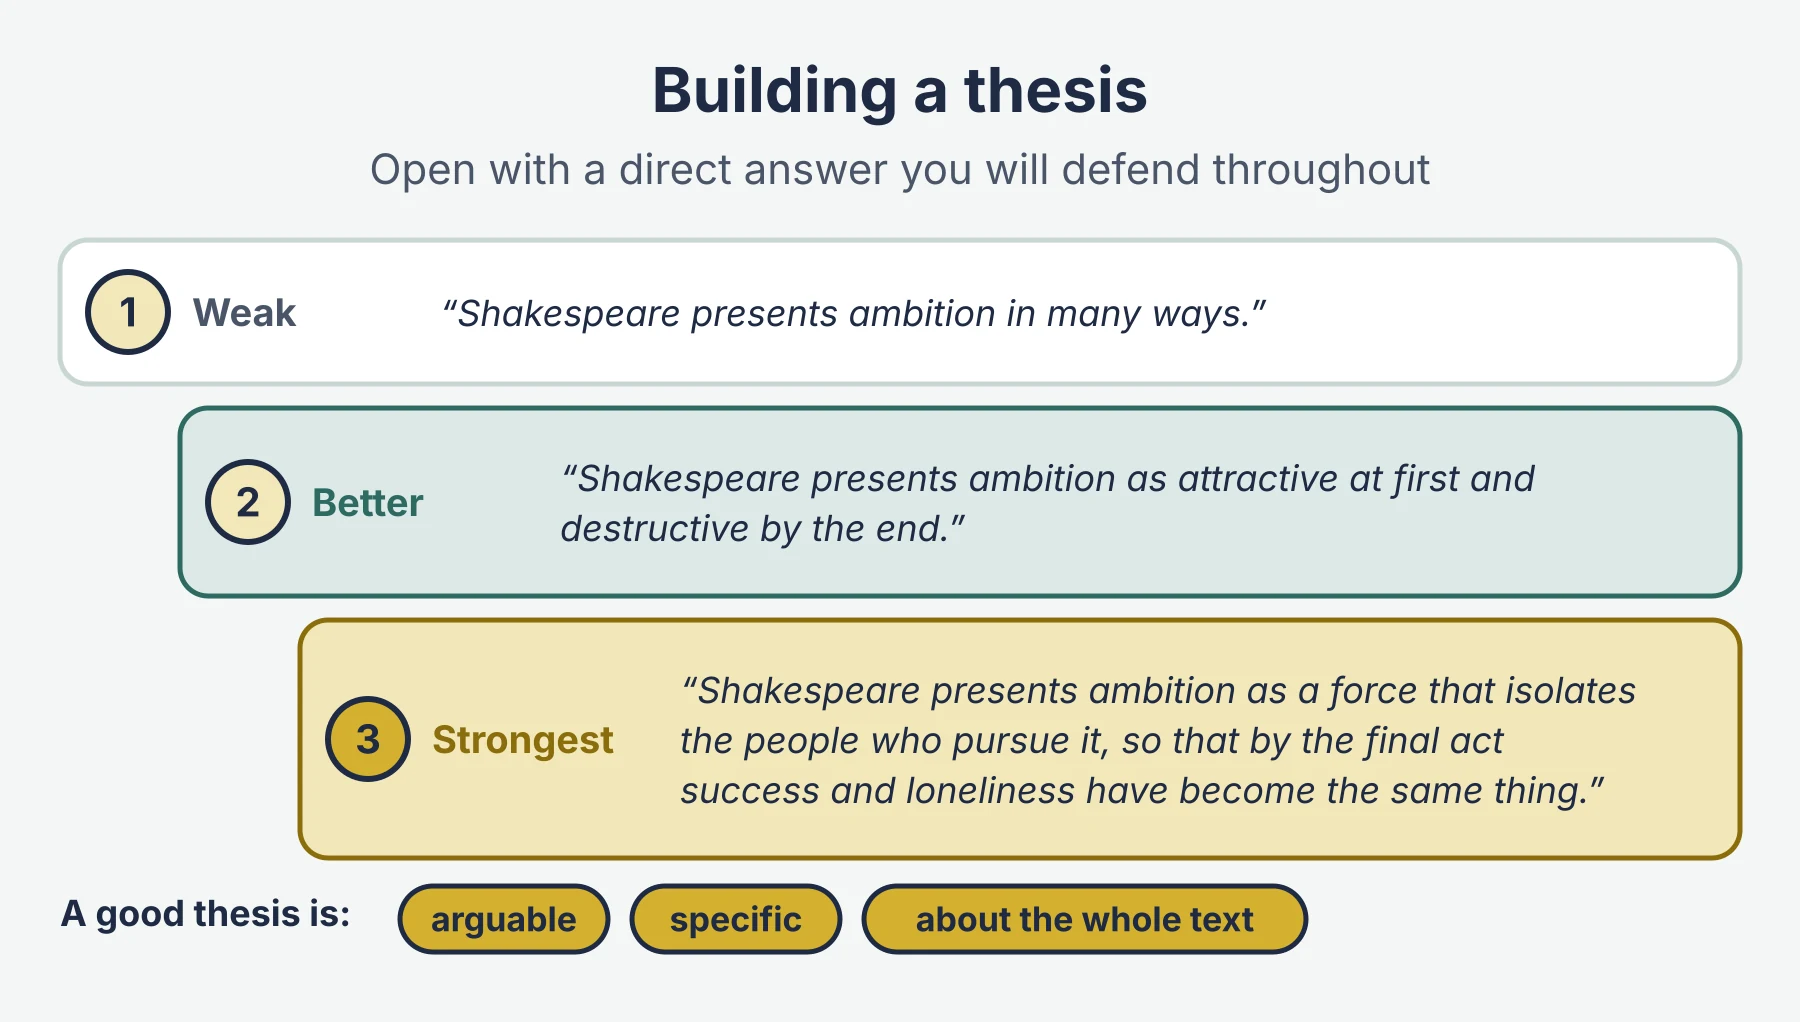 Building a thesis
Open with a direct answer you will defend throughout
1 Weak “Shakespeare presents ambition in many ways.”
2 Better “Shakespeare presents ambition as attractive at first and
destructive by the end.”
3 Strongest “Shakespeare presents ambition as a force that isolates
the people who pursue it, so that by the final act
success and loneliness have become the same thing.”
A good thesis is: arguable specific about the whole text